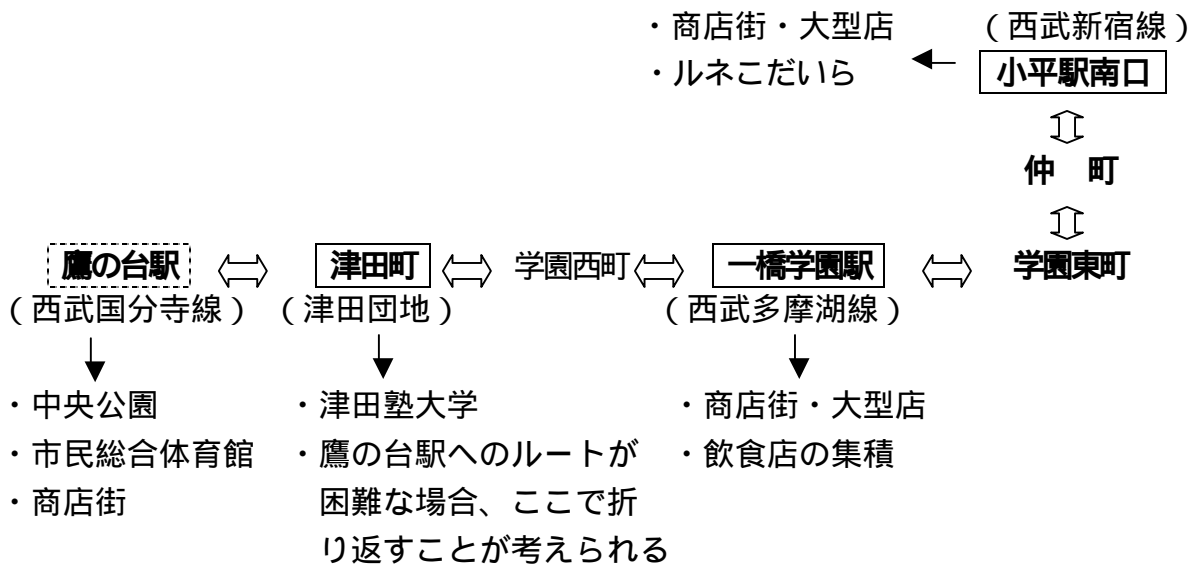 ・商店街・大型店 （西武新宿線）
・ルネこだいら 小平駅南口
仲 町
鷹の台駅 津田町 学園西町 一橋学園駅 学園東町
（西武国分寺線） （津田団地） （西武多摩湖線）
・中央公園 ・津田塾大学 ・商店街・大型店
・市民総合体育館 ・鷹の台駅へのルートが ・飲食店の集積
・商店街 困難な場合、ここで折
り返すことが考えられる